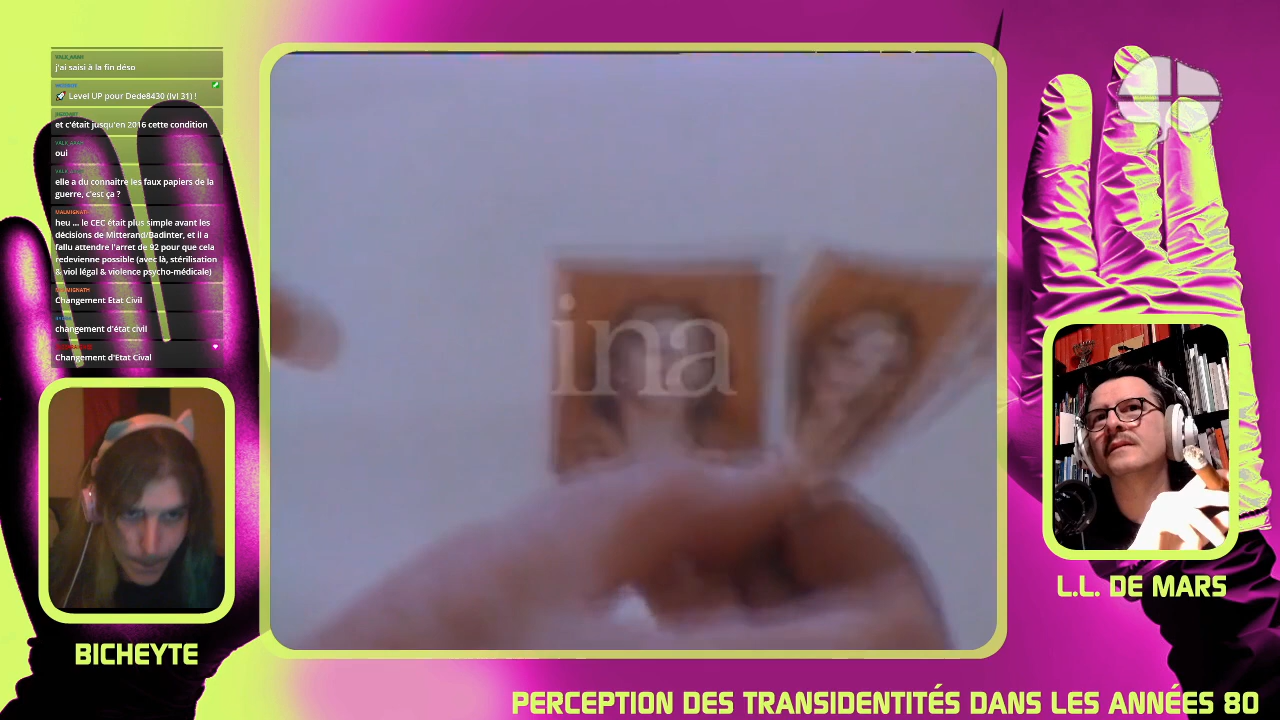 VALK_AAAH
j'ai saisi à la fin déso
Level UP pour Dede8430 (lvl 31) !
et c'était jusqu'en 2016 cette condition
oui
elle a du connaitre les faux papiers de la
guerre, c'est ça ?
MALMIGNATH
heu ... le CEC était plus simple avant les
décisions de Mitterand/Badinter, et il a
fallu attendre l'arret de 92 pour que cela
redevienne possible (avec là, stérilisation
& viol légal & violence psycho-médicale)
MALMIGNATH
Changement Etat Civil
changement d'état civil
Changement d'Etat Cival
ina
BICHEYTE
L.L. DE MARS
PERCEPTION DES TRANSIDENTITÉS DANS LES ANNÉES 80